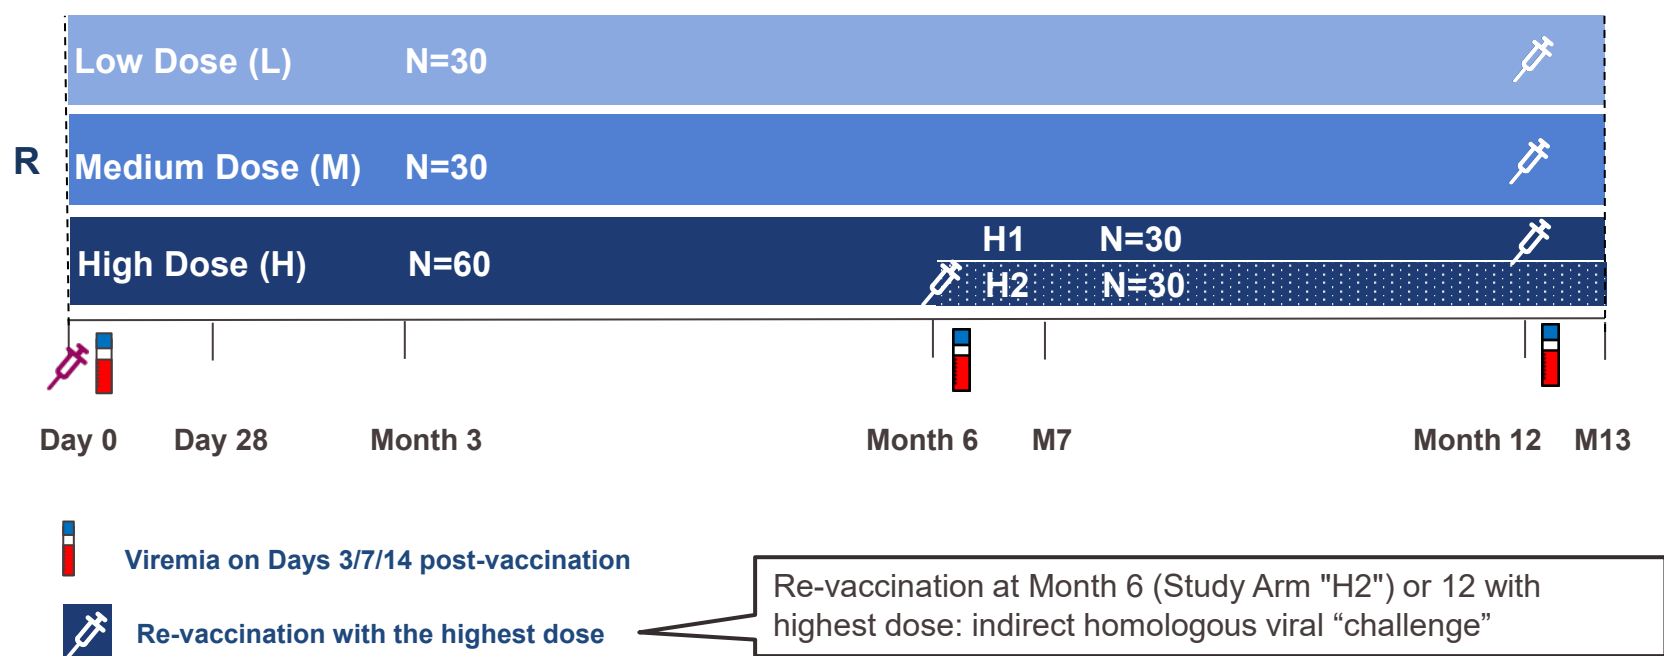 Low Dose (L) N=30
R
Medium Dose (M) N=30
H1 N=30
High Dose (H) N=60
H2 N=30
Day 0 Day 28 Month 3 Month 6 M7 Month 12 M13
Viremia on Days 3/7/14 post-vaccination
Re-vaccination with the highest dose
Re-vaccination at Month 6 (Study Arm "H2") or 12 with
highest dose: indirect homologous viral “challenge”